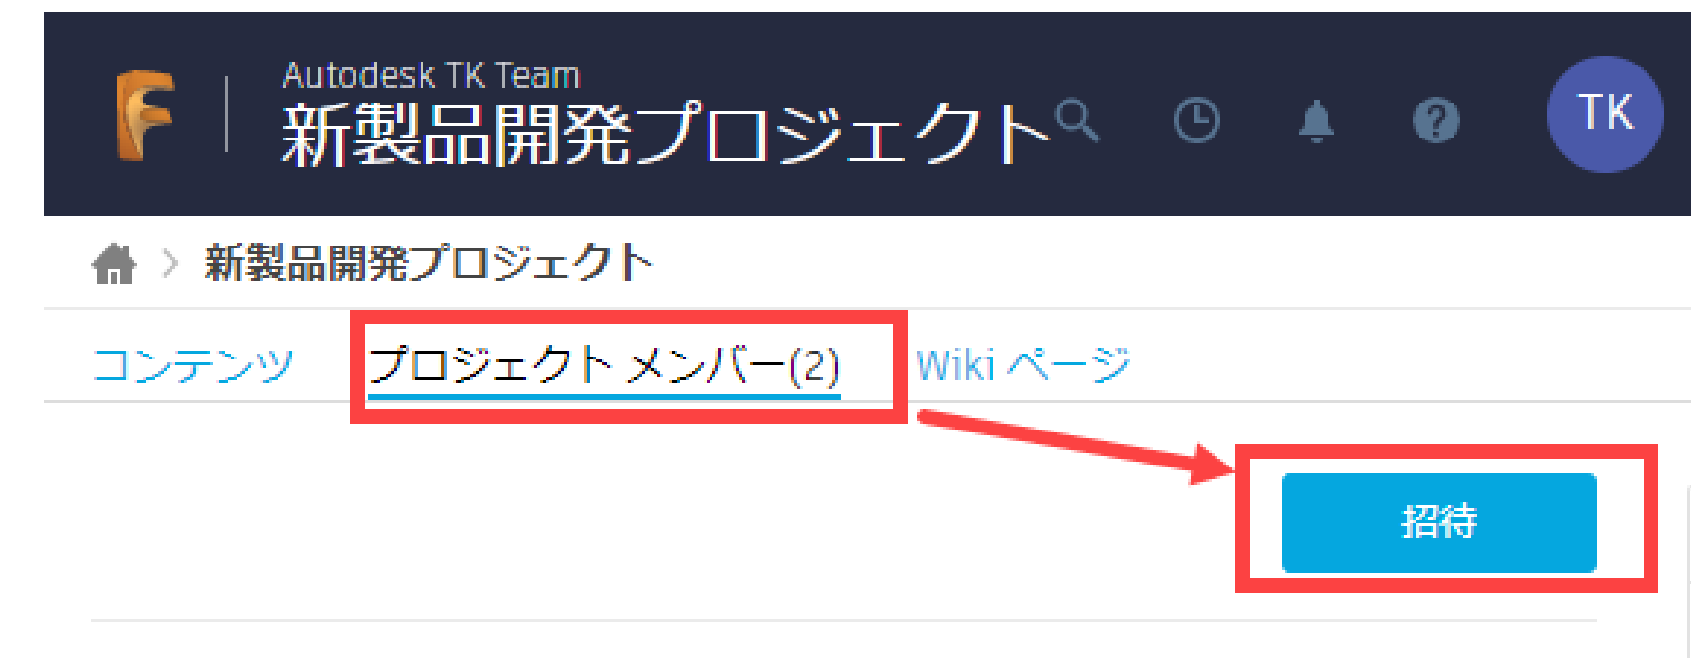 Autodesk TK Team
新製品開発プロジェクト
TK
新製品開発プロジェクト
コンテンツ プロジェクト メンバー(2) Wiki ページ
招待